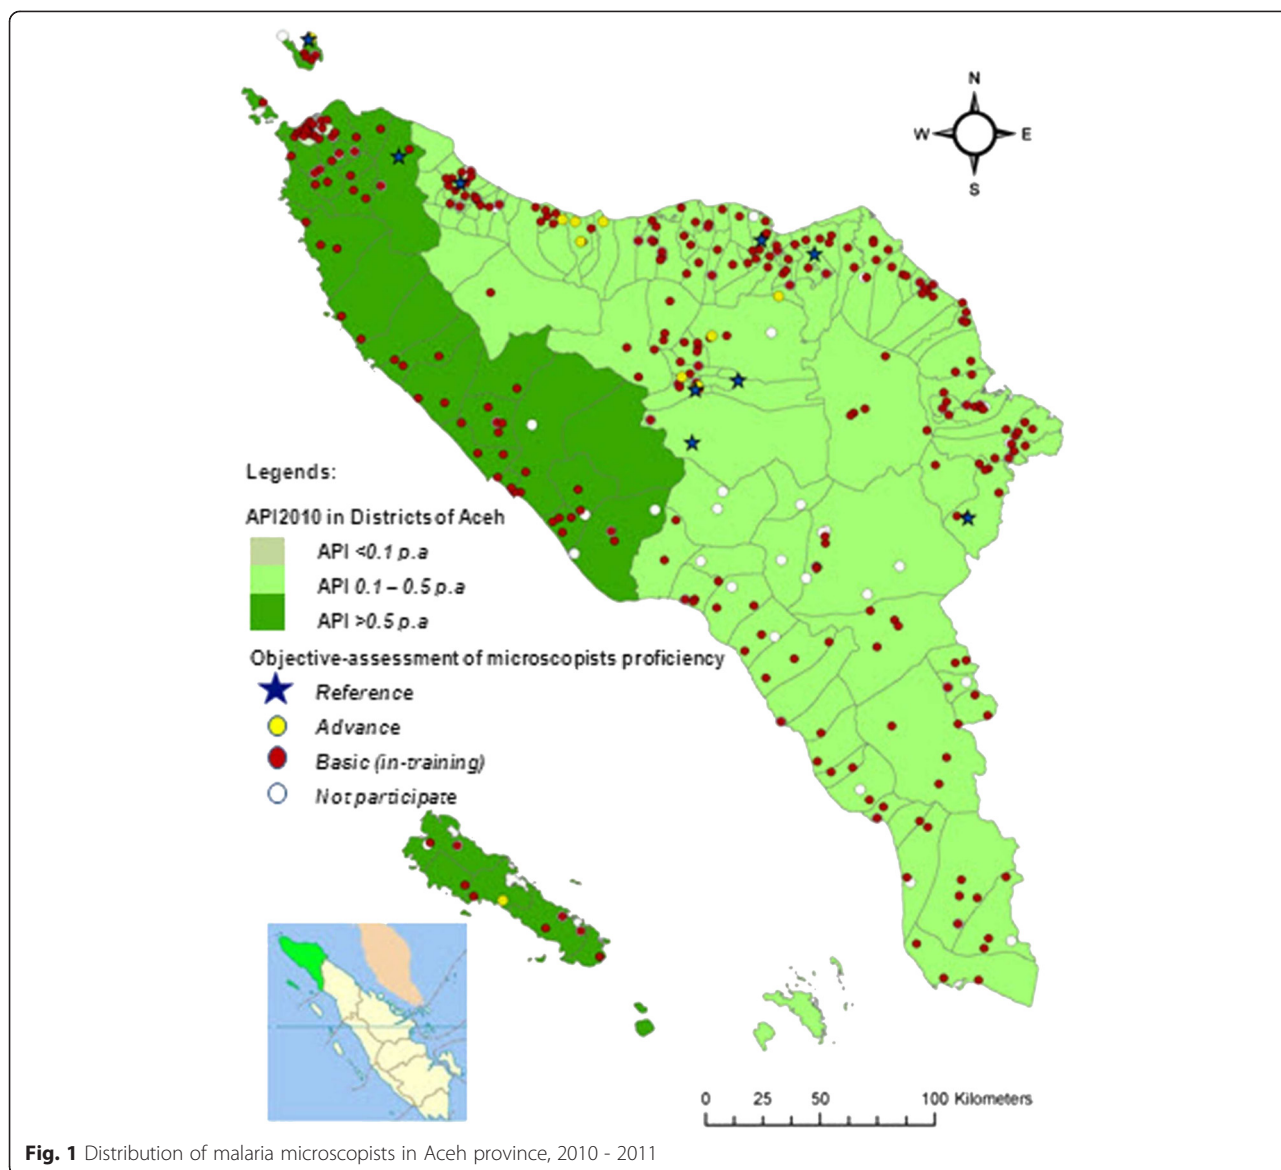 N
W E
S
Legends:
API2010 in Districts of Aceh
API <0.1 p.a
API 0.1 – 0.5 p.a
API >0.5 p.a
Objective-assessment of microscopists proficiency
Reference
Advance
Basic (in-training)
Not participate
0 25 50 100 Kilometers
Fig. 1 Distribution of malaria microscopists in Aceh province, 2010 - 2011